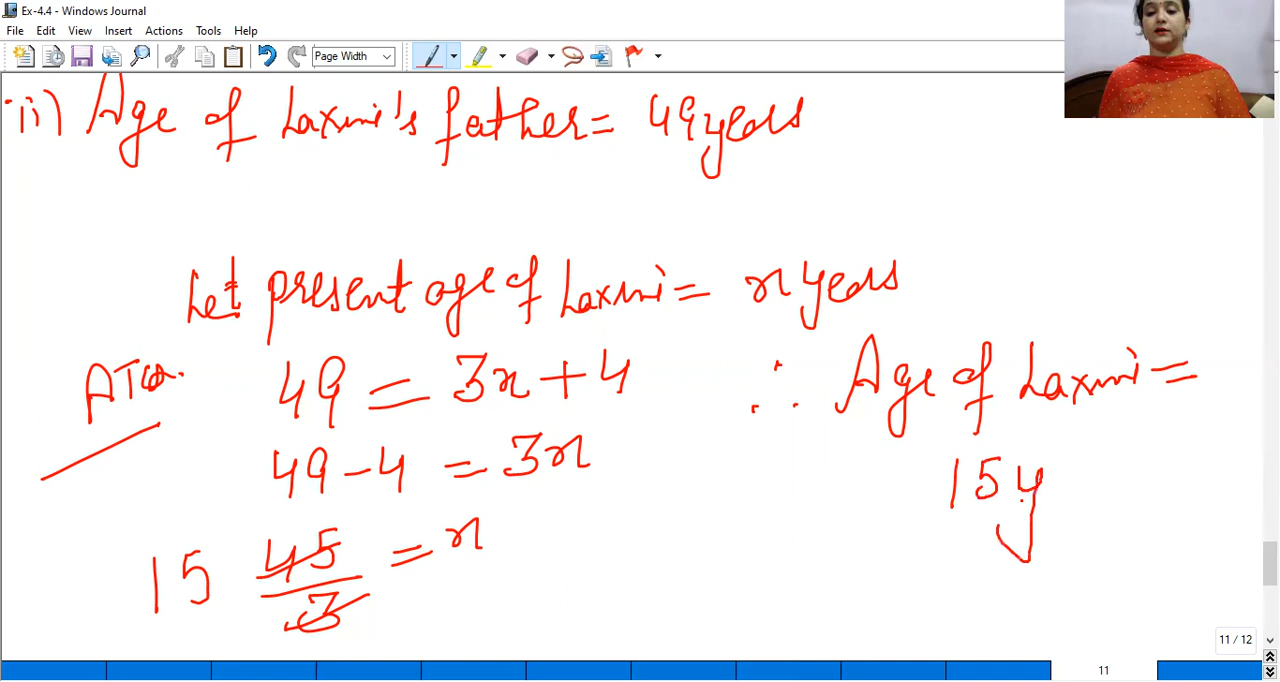 Ex-4.4 - Windows Journal
File Edit View Insert Actions Tools Help
Page Width
ii) Age of Laxmi's father = 49 years
Let present age of Laxmi = x years
ATQ. 49 = 3x + 4
49 - 4 = 3x
15 45/3 = x
∴ Age of Laxmi =
15 y
11 / 12
11